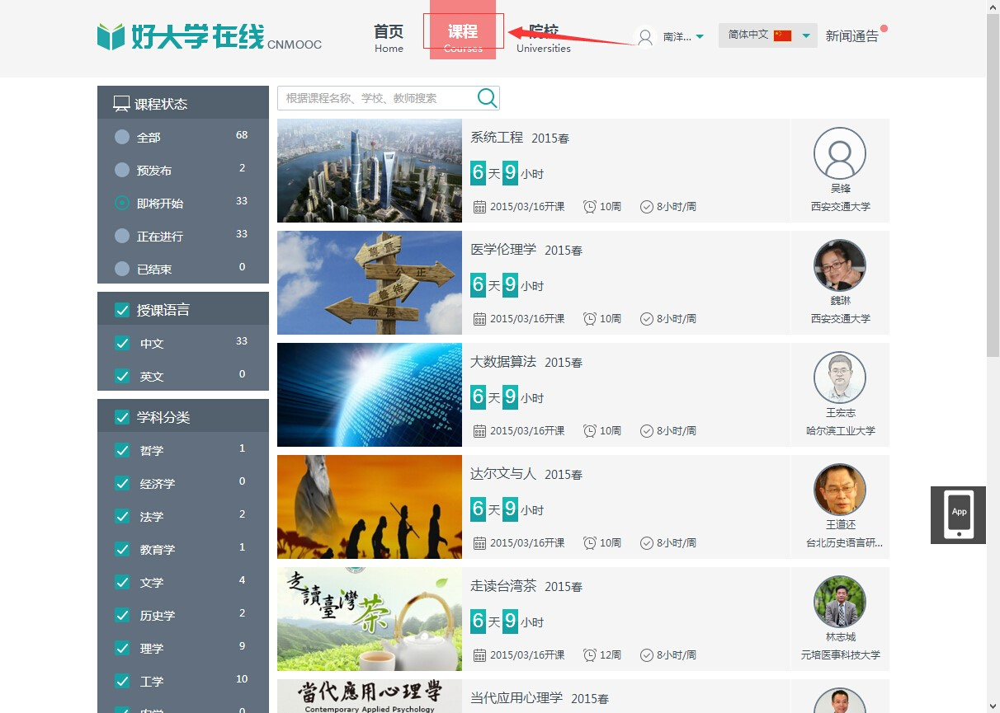 好大学在线 CNMOOC
首页
Home
课程
Courses
院校
Universities
南洋...
简体中文
新闻通告
课程状态
全部 68
预发布 2
即将开始 33
正在进行 33
已结束 0
授课语言
中文 33
英文 0
学科分类
哲学 1
经济学 0
法学 2
教育学 1
文学 4
历史学 2
理学 9
工学 10
农学 0
根据课程名称、学校、教师搜索
系统工程 2015春
6天9小时
2015/03/16开课 10周 8小时/周
吴锋
西安交通大学
公正
警待
敬畏
医学伦理学 2015春
6天9小时
2015/03/16开课 10周 8小时/周
魏琳
西安交通大学
大数据算法 2015春
6天9小时
2015/03/16开课 10周 8小时/周
王宏志
哈尔滨工业大学
达尔文与人 2015春
6天9小时
2015/03/16开课 10周 8小时/周
王道还
台北历史语言研...
走讀臺灣茶
走读台湾茶 2015春
6天9小时
2015/03/16开课 12周 8小时/周
林志城
元培医事科技大学
當代應用心理學
Contemporary Applied Psychology
当代应用心理学 2015春
App